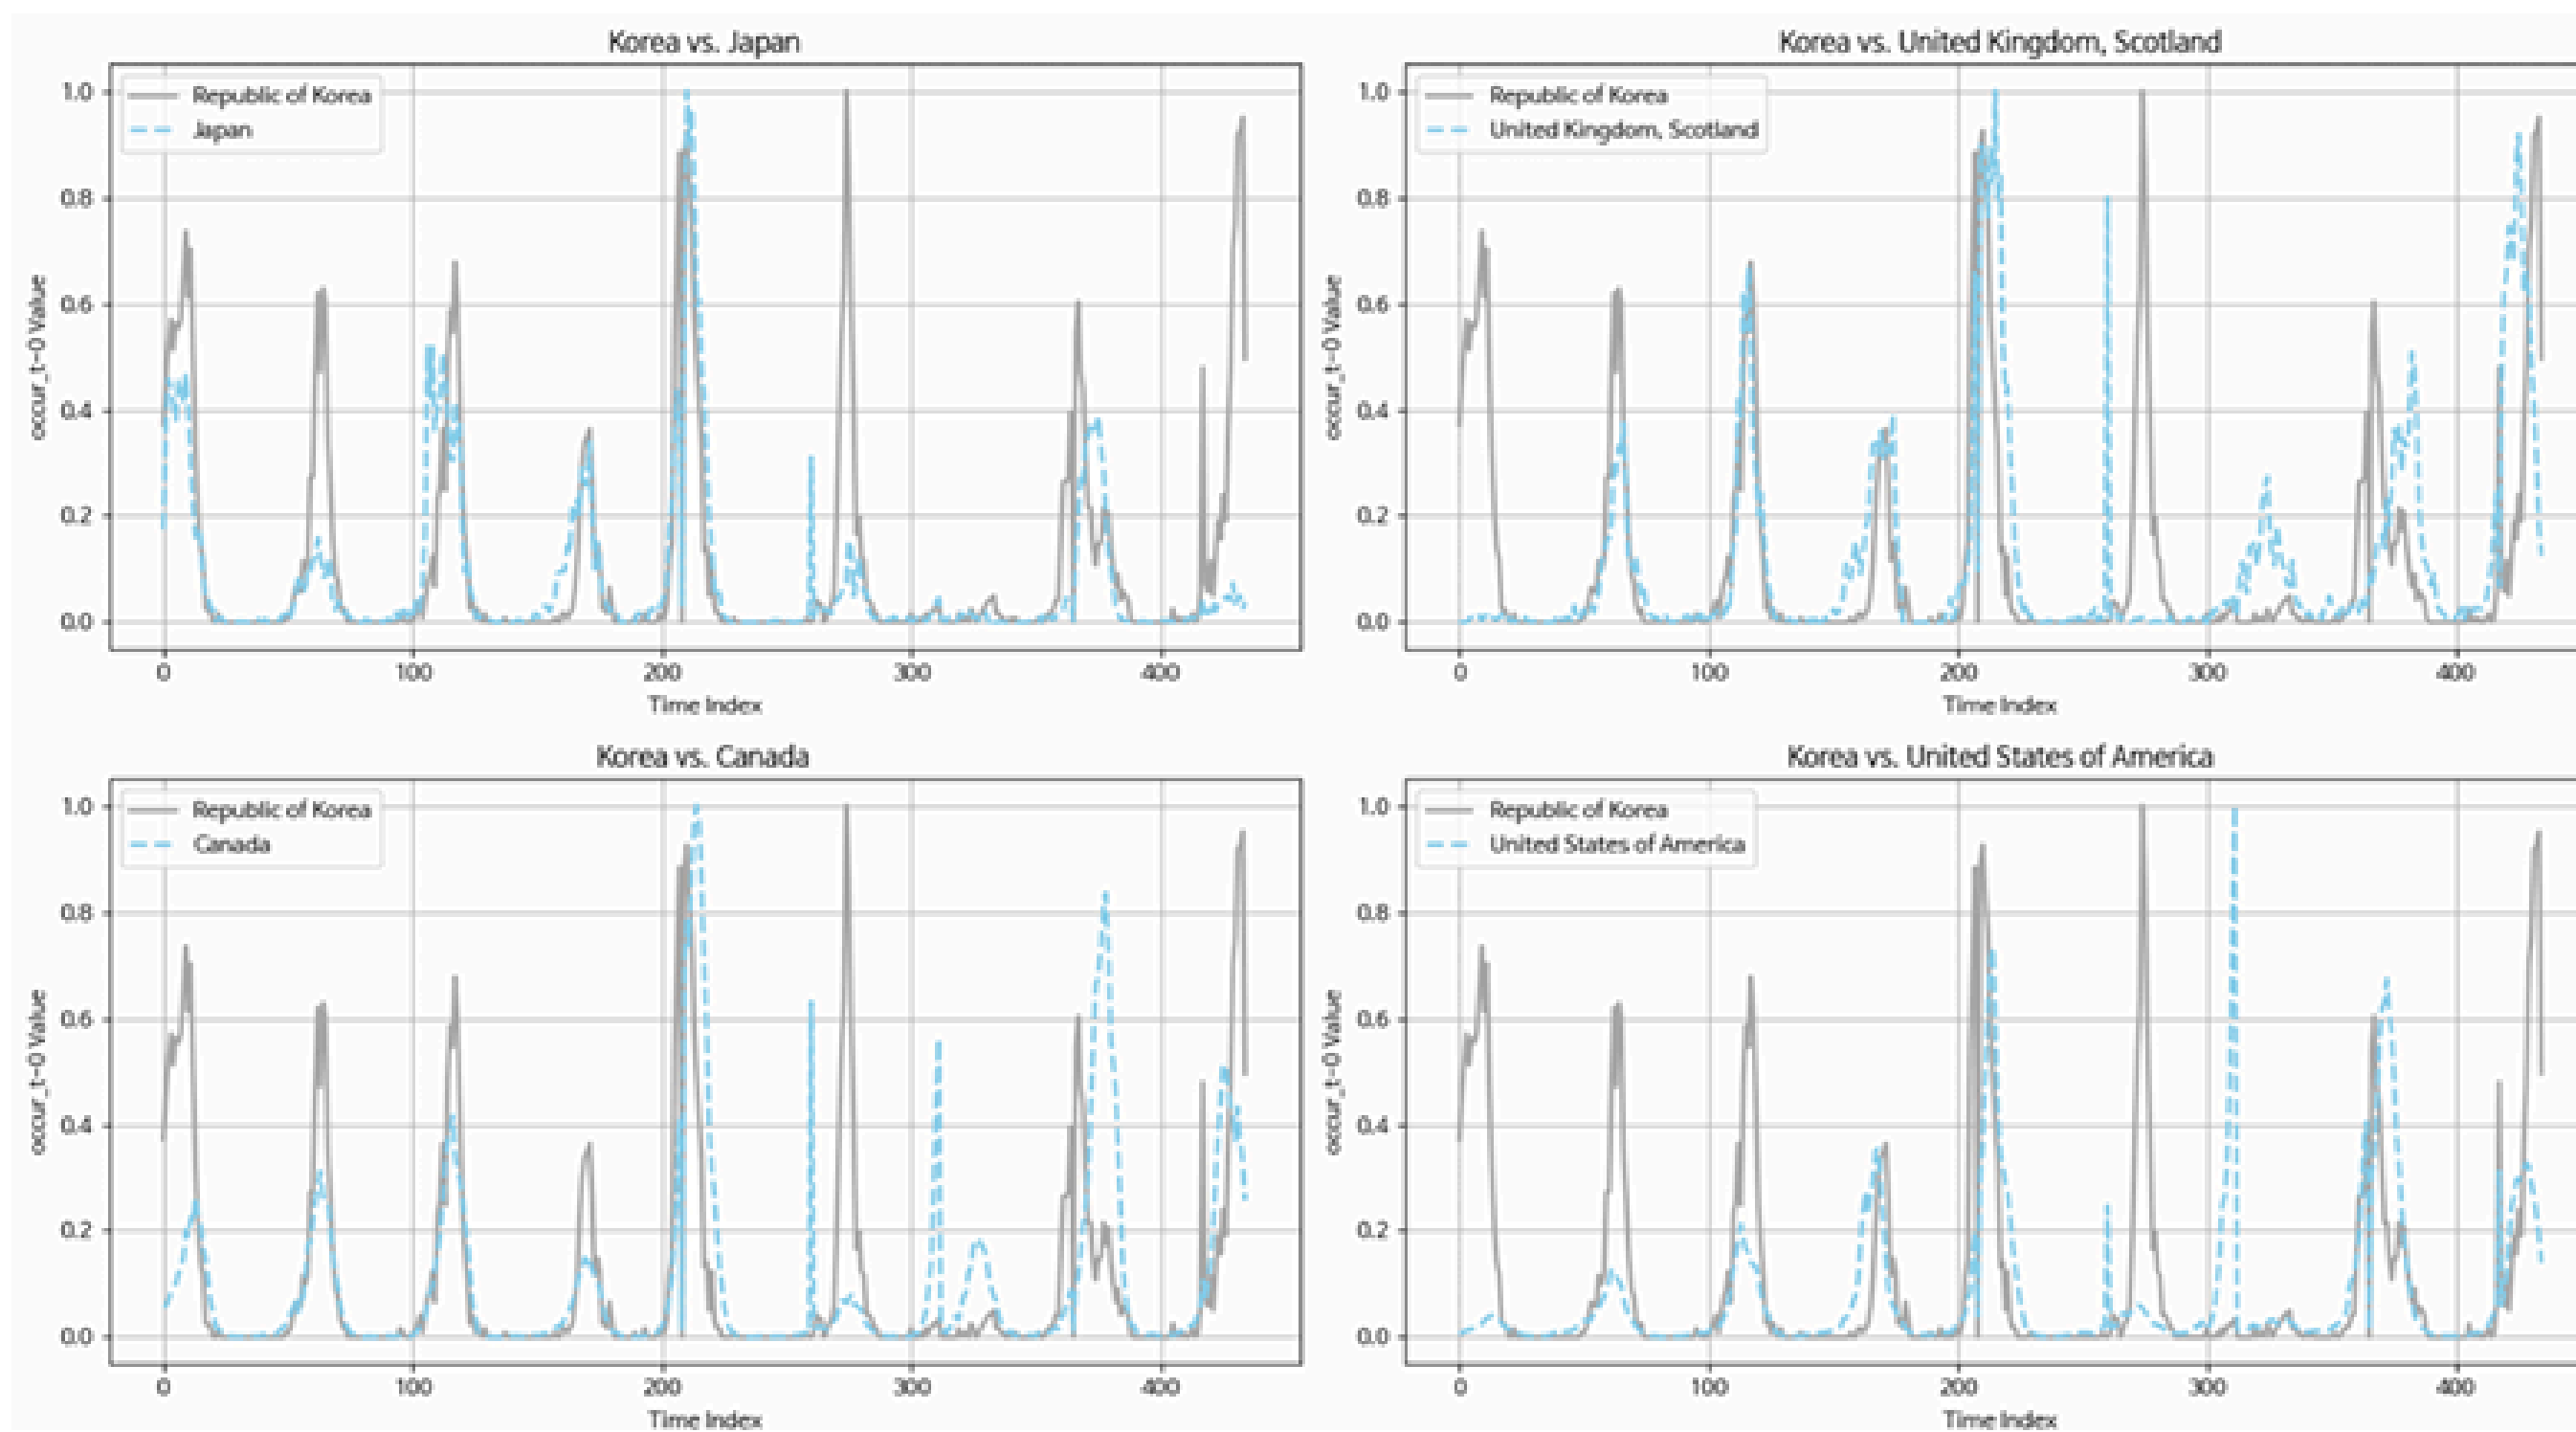 Korea vs. Japan
1.0
0.8
0.6
0.4
0.2
0.0
occur_t-0 Value
Republic of Korea
Japan
0 100 200 300 400
Time Index
Korea vs. United Kingdom, Scotland
1.0
0.8
0.6
0.4
0.2
0.0
occur_t-0 Value
Republic of Korea
United Kingdom, Scotland
0 100 200 300 400
Time Index
Korea vs. Canada
1.0
0.8
0.6
0.4
0.2
0.0
occur_t-0 Value
Republic of Korea
Canada
0 100 200 300 400
Time Index
Korea vs. United States of America
1.0
0.8
0.6
0.4
0.2
0.0
occur_t-0 Value
Republic of Korea
United States of America
0 100 200 300 400
Time Index